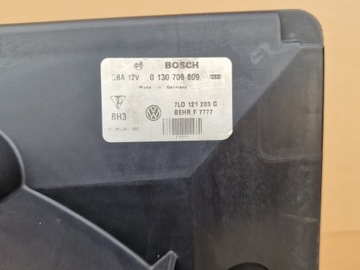 BOSCH
12V 0 130 706 809
Made in Germany
BH3
7L0 121 203 G
BEHR F 7777